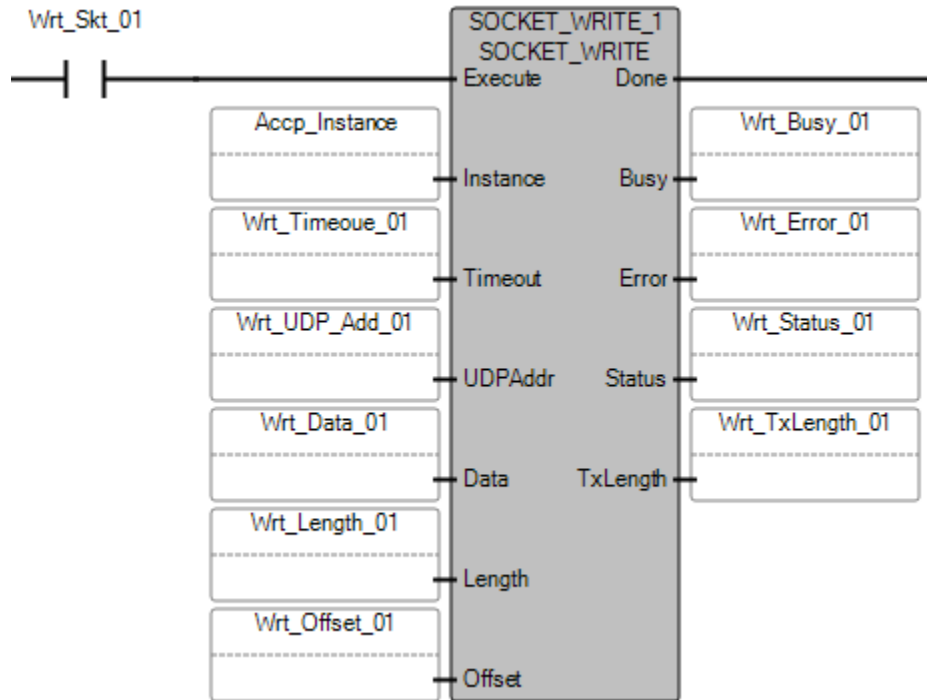 Wrt_Skt_01
SOCKET_WRITE_1
SOCKET_WRITE
Execute Done
Accp_Instance
Wrt_Busy_01
Instance Busy
Wrt_Timeoue_01
Wrt_Error_01
Timeout Error
Wrt_UDP_Add_01
Wrt_Status_01
UDPAddr Status
Wrt_Data_01
Wrt_TxLength_01
Data TxLength
Wrt_Length_01
Length
Wrt_Offset_01
Offset